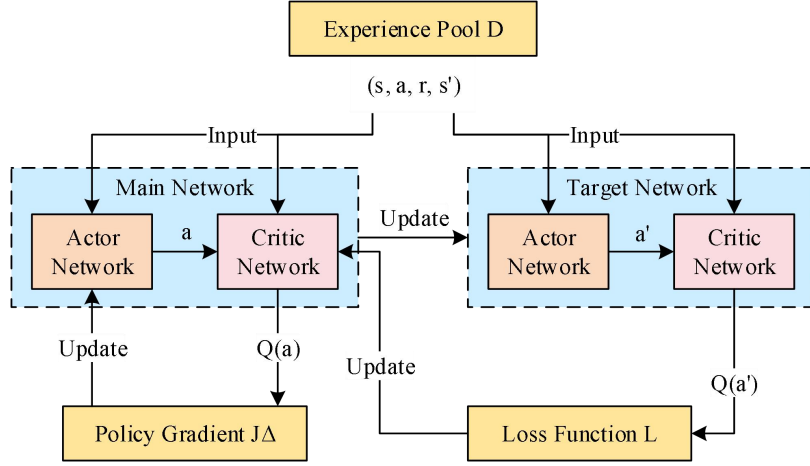 Experience Pool D
(s, a, r, s')
Input
Input
Main Network
Target Network
Actor
Network
a
Critic
Network
Update
Actor
Network
a'
Critic
Network
Update
Q(a)
Update
Q(a')
Policy Gradient JΔ
Loss Function L